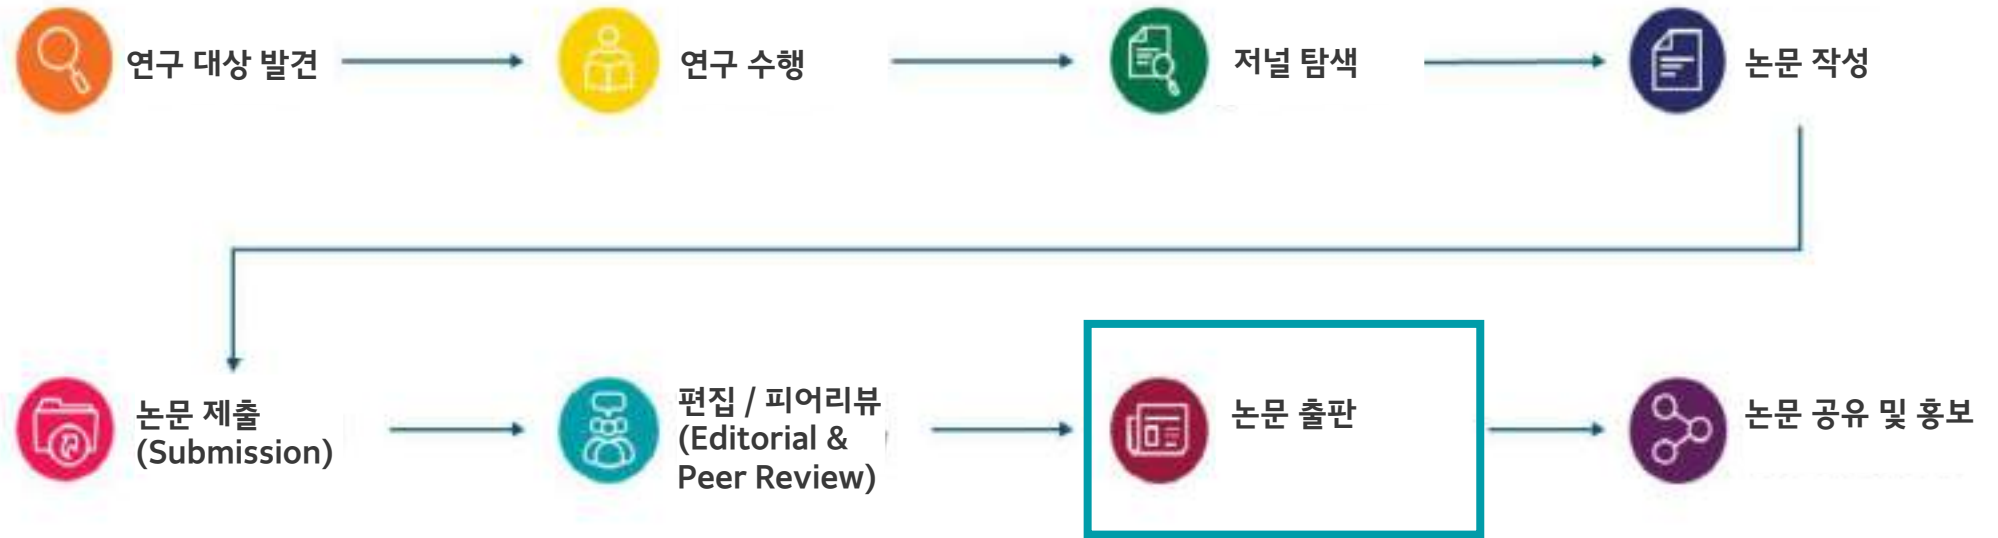 연구 대상 발견
연구 수행
저널 탐색
논문 작성
논문 제출
(Submission)
편집 / 피어리뷰
(Editorial &
Peer Review)
논문 출판
논문 공유 및 홍보